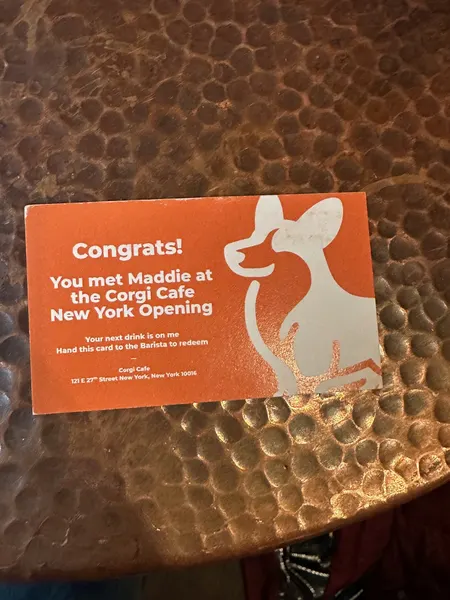 Congrats!
You met Maddie at
the Corgi Cafe
New York Opening
Your next drink is on me
Hand this card to the Barista to redeem
—
Corgi Cafe
121 E 27th Street New York, New York 10016